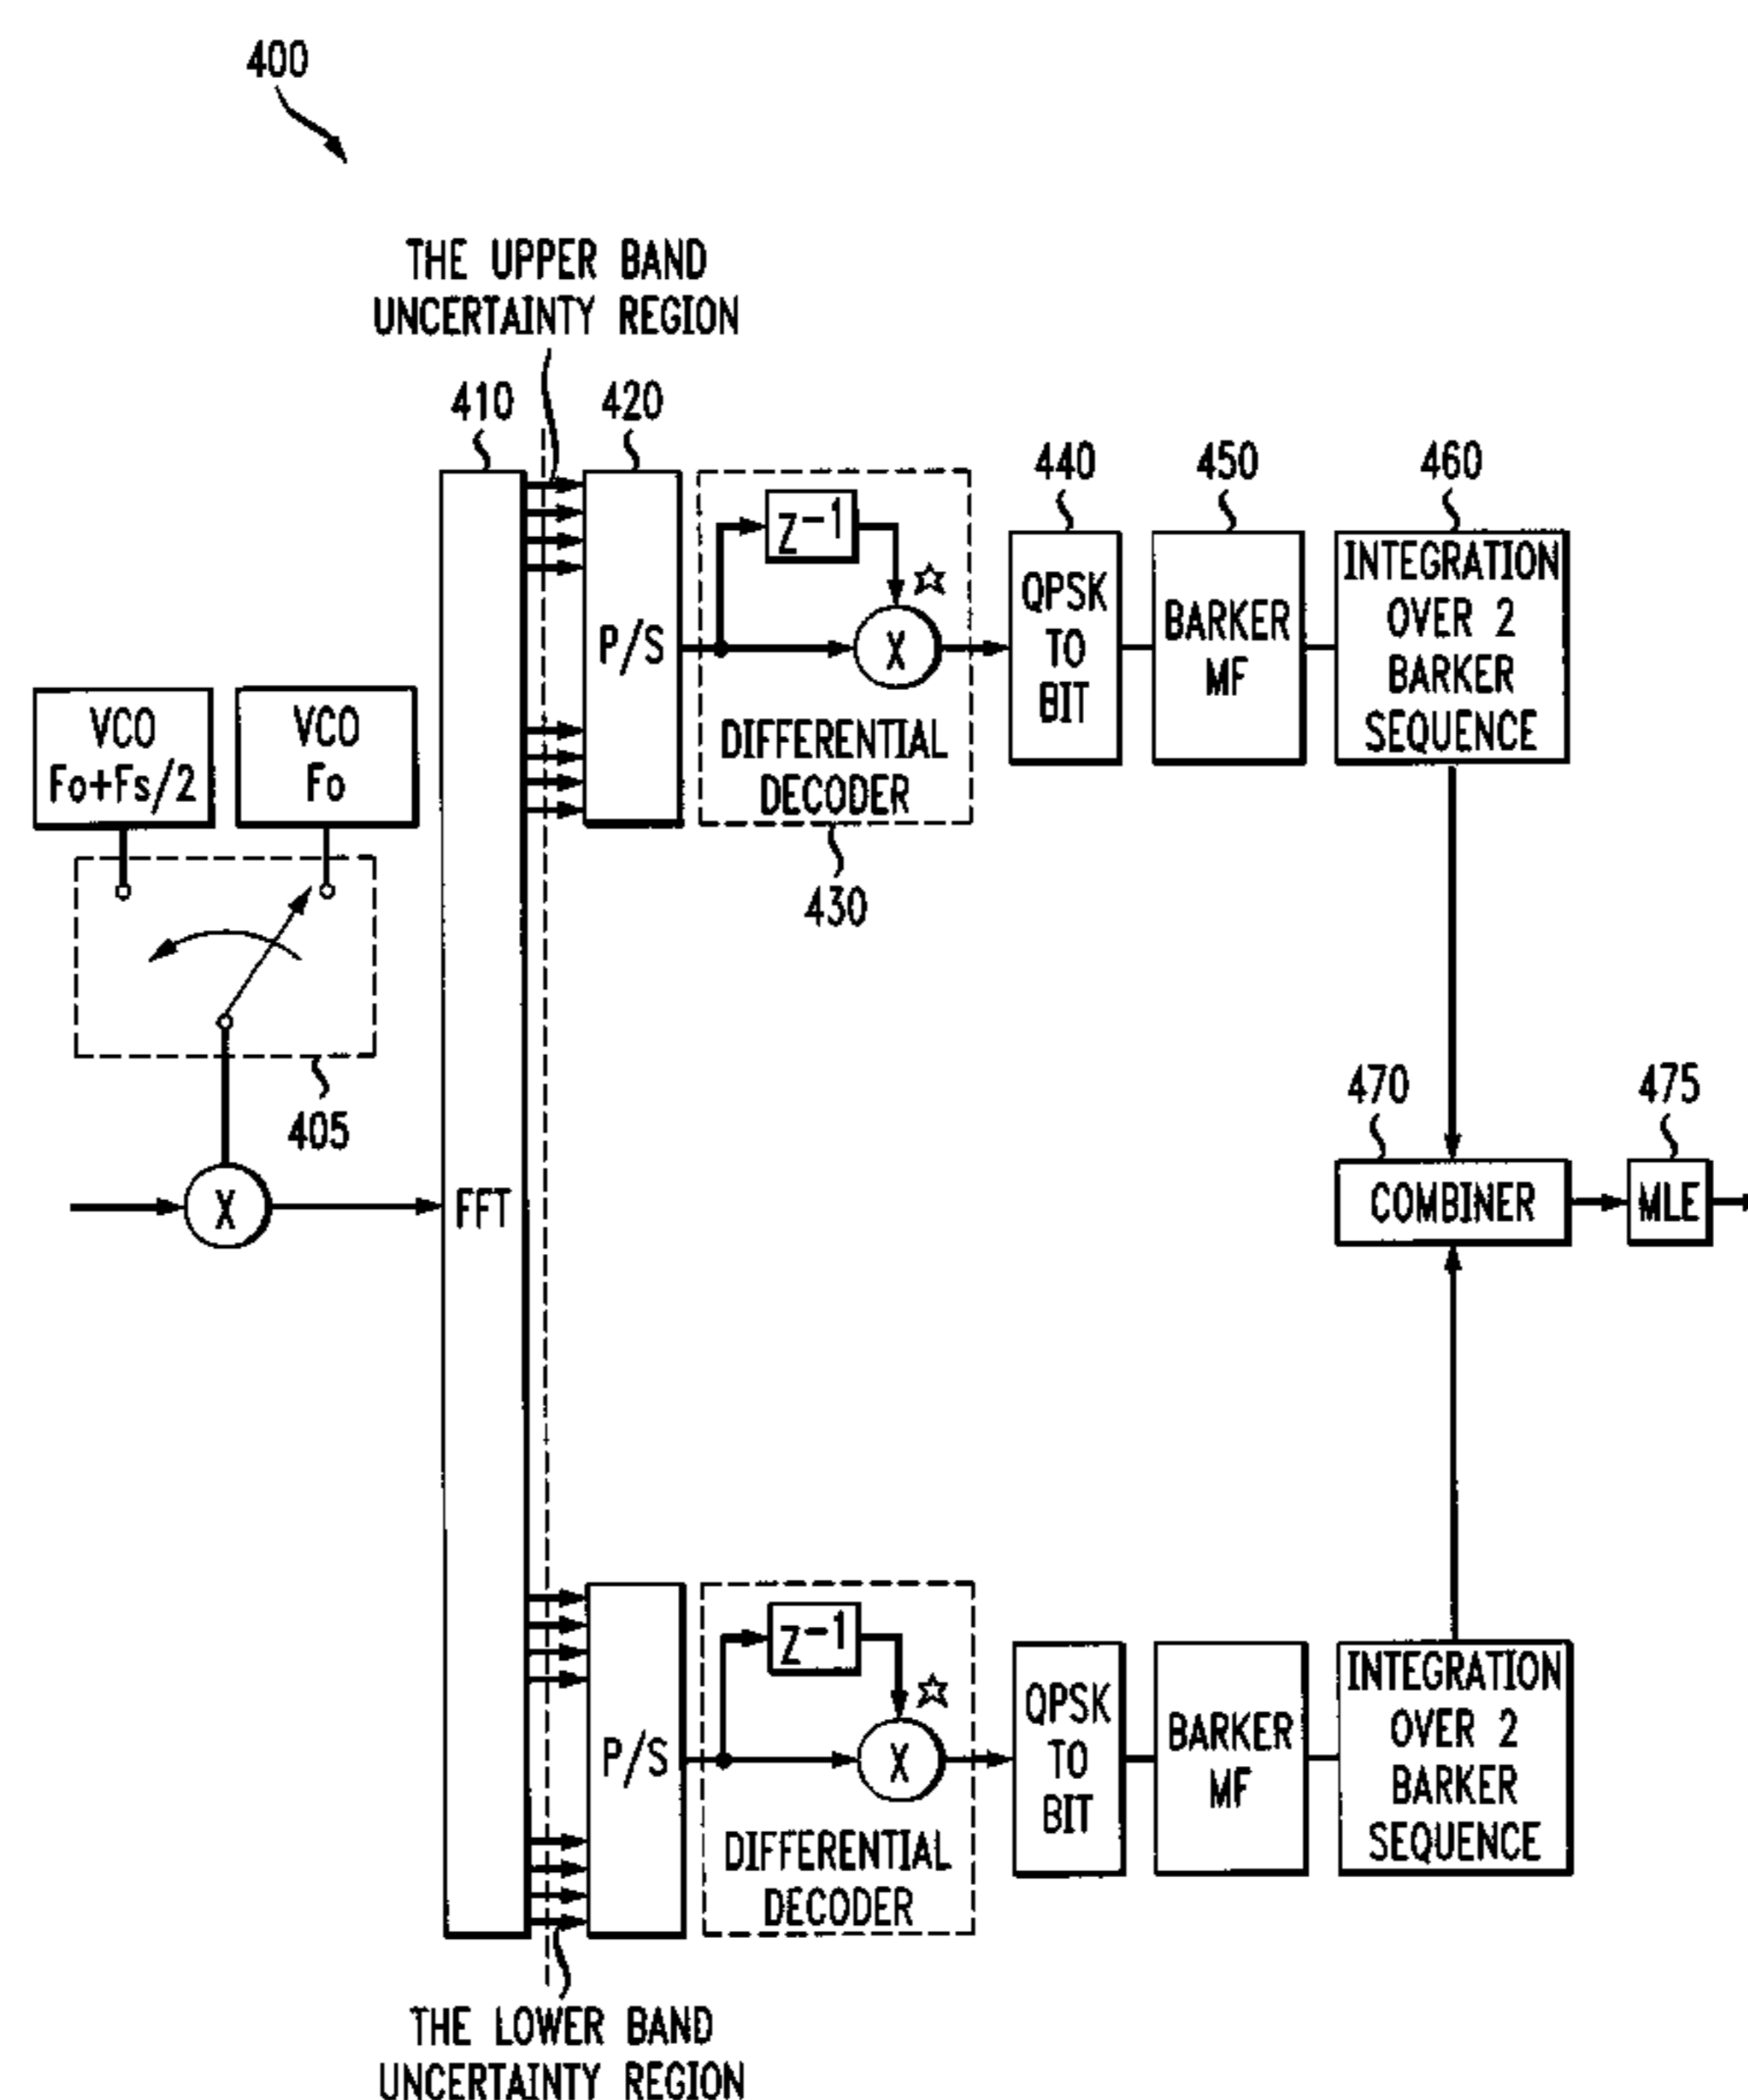 400
THE UPPER BAND
UNCERTAINTY REGION
410
420
440
450
460
Z-1
☆
P/S
X
DIFFERENTIAL
DECODER
430
QPSK
TO
BIT
BARKER
MF
INTEGRATION
OVER 2
BARKER
SEQUENCE
VCO
Fo+Fs/2
VCO
Fo
405
X
FFT
470
475
COMBINER
MLE
Z-1
☆
P/S
X
DIFFERENTIAL
DECODER
QPSK
TO
BIT
BARKER
MF
INTEGRATION
OVER 2
BARKER
SEQUENCE
THE LOWER BAND
UNCERTAINTY REGION